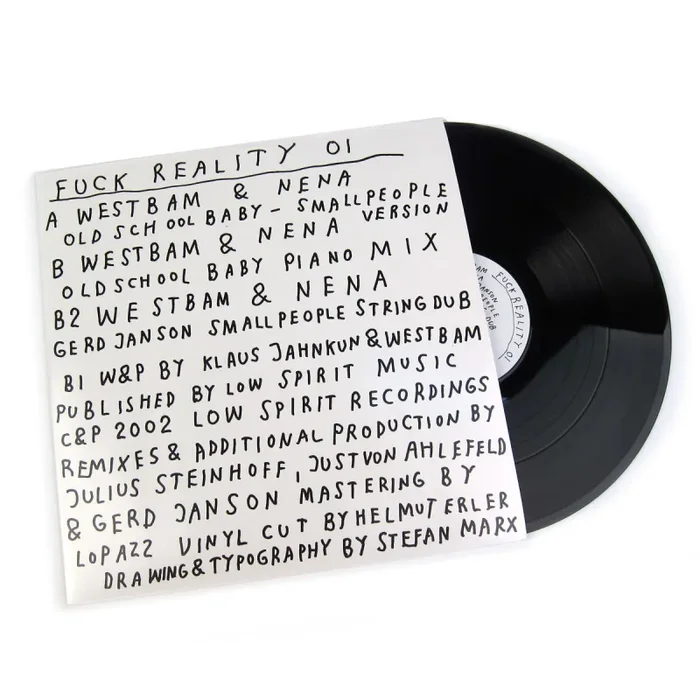 FUCK REALITY 01
A WESTBAM & NENA
OLD SCHOOL BABY - SMALLPEOPLE VERSION
B WESTBAM & NENA
OLDSCHOOL BABY PIANO MIX
B2 WESTBAM & NENA
GERD JANSON SMALLPEOPLE STRING DUB
B1 W&P BY KLAUS JAHNKUN & WESTBAM
PUBLISHED BY LOW SPIRIT MUSIC
C&P 2002 LOW SPIRIT RECORDINGS
REMIXES & ADDITIONAL PRODUCTION BY
JULIUS STEINHOFF, JUST VON AHLEFELD
& GERD JANSON MASTERING BY
LOPAZZ VINYL CUT BY HELMUT ERLER
DRAWING & TYPOGRAPHY BY STEFAN MARX
FUCK REALITY 01